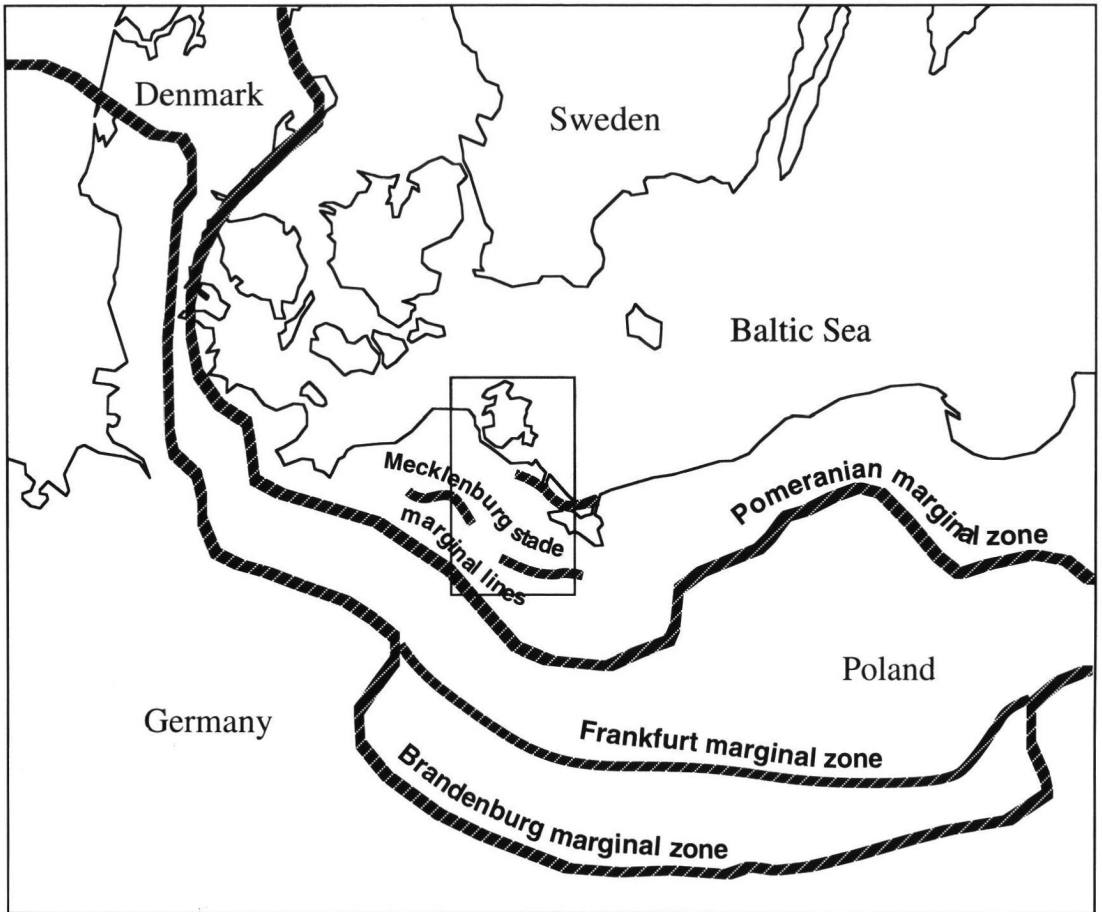 Denmark
Sweden
Baltic Sea
Mecklenburg stade
marginal lines
Pomeranian marginal zone
Poland
Germany
Frankfurt marginal zone
Brandenburg marginal zone